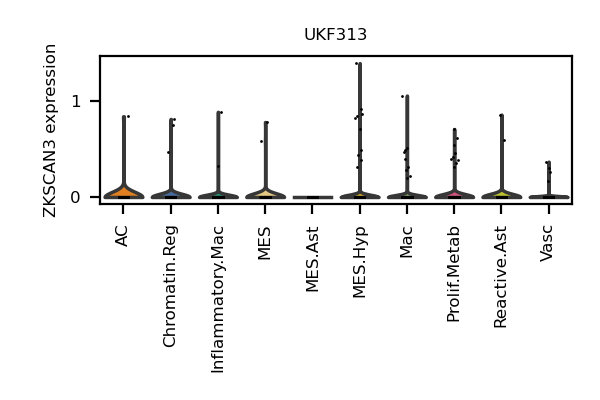 UKF313
ZKSCAN3 expression
1
0
AC
Chromatin.Reg
Inflammatory.Mac
MES
MES.Ast
MES.Hyp
Mac
Prolif.Metab
Reactive.Ast
Vasc